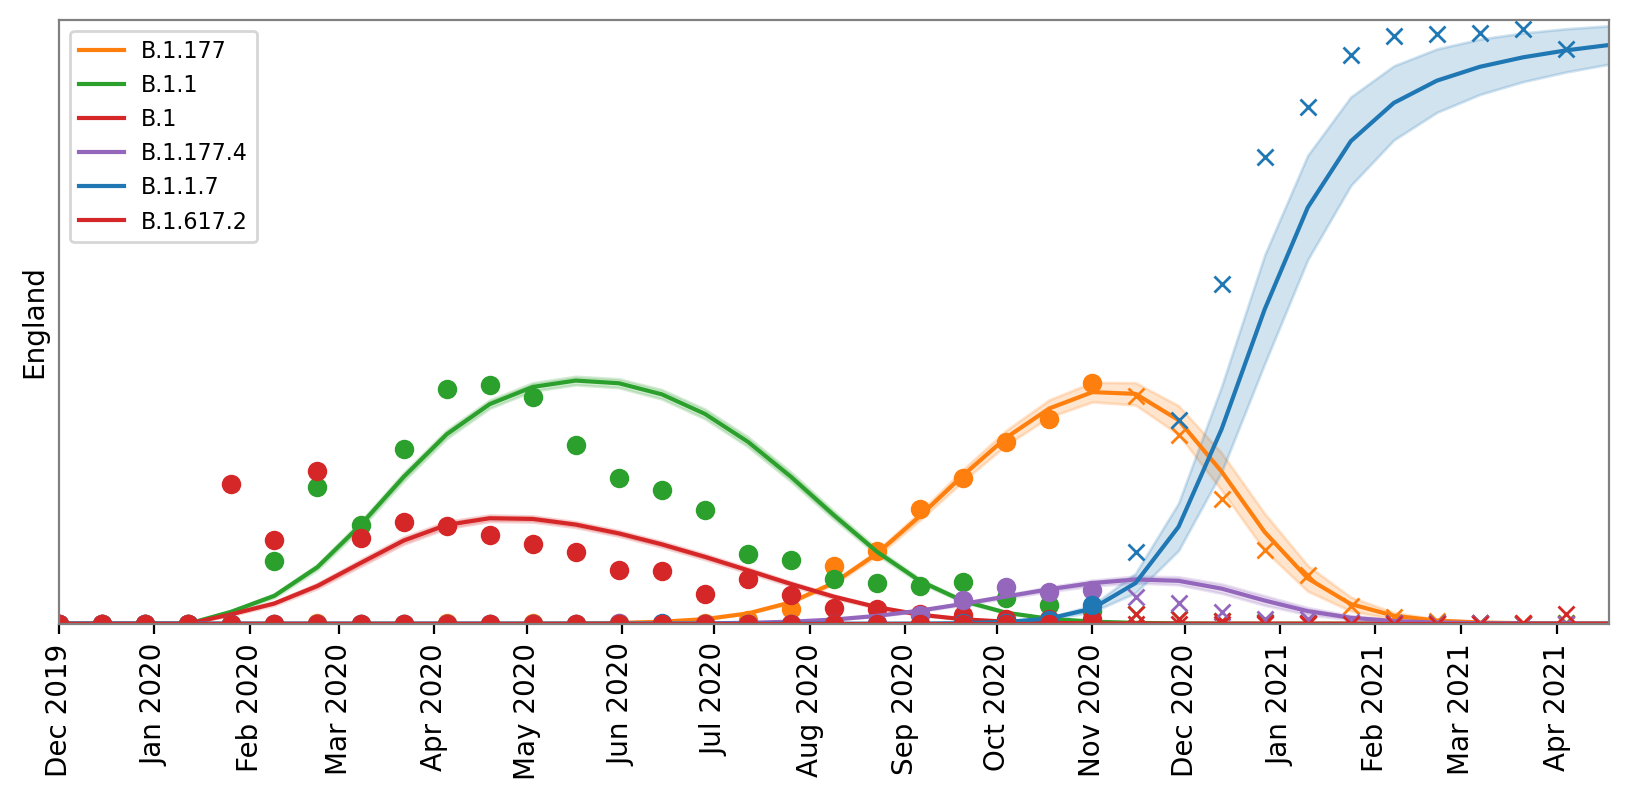 B.1.177
B.1.1
B.1
B.1.177.4
B.1.1.7
B.1.617.2
England
Dec 2019
Jan 2020
Feb 2020
Mar 2020
Apr 2020
May 2020
Jun 2020
Jul 2020
Aug 2020
Sep 2020
Oct 2020
Nov 2020
Dec 2020
Jan 2021
Feb 2021
Mar 2021
Apr 2021